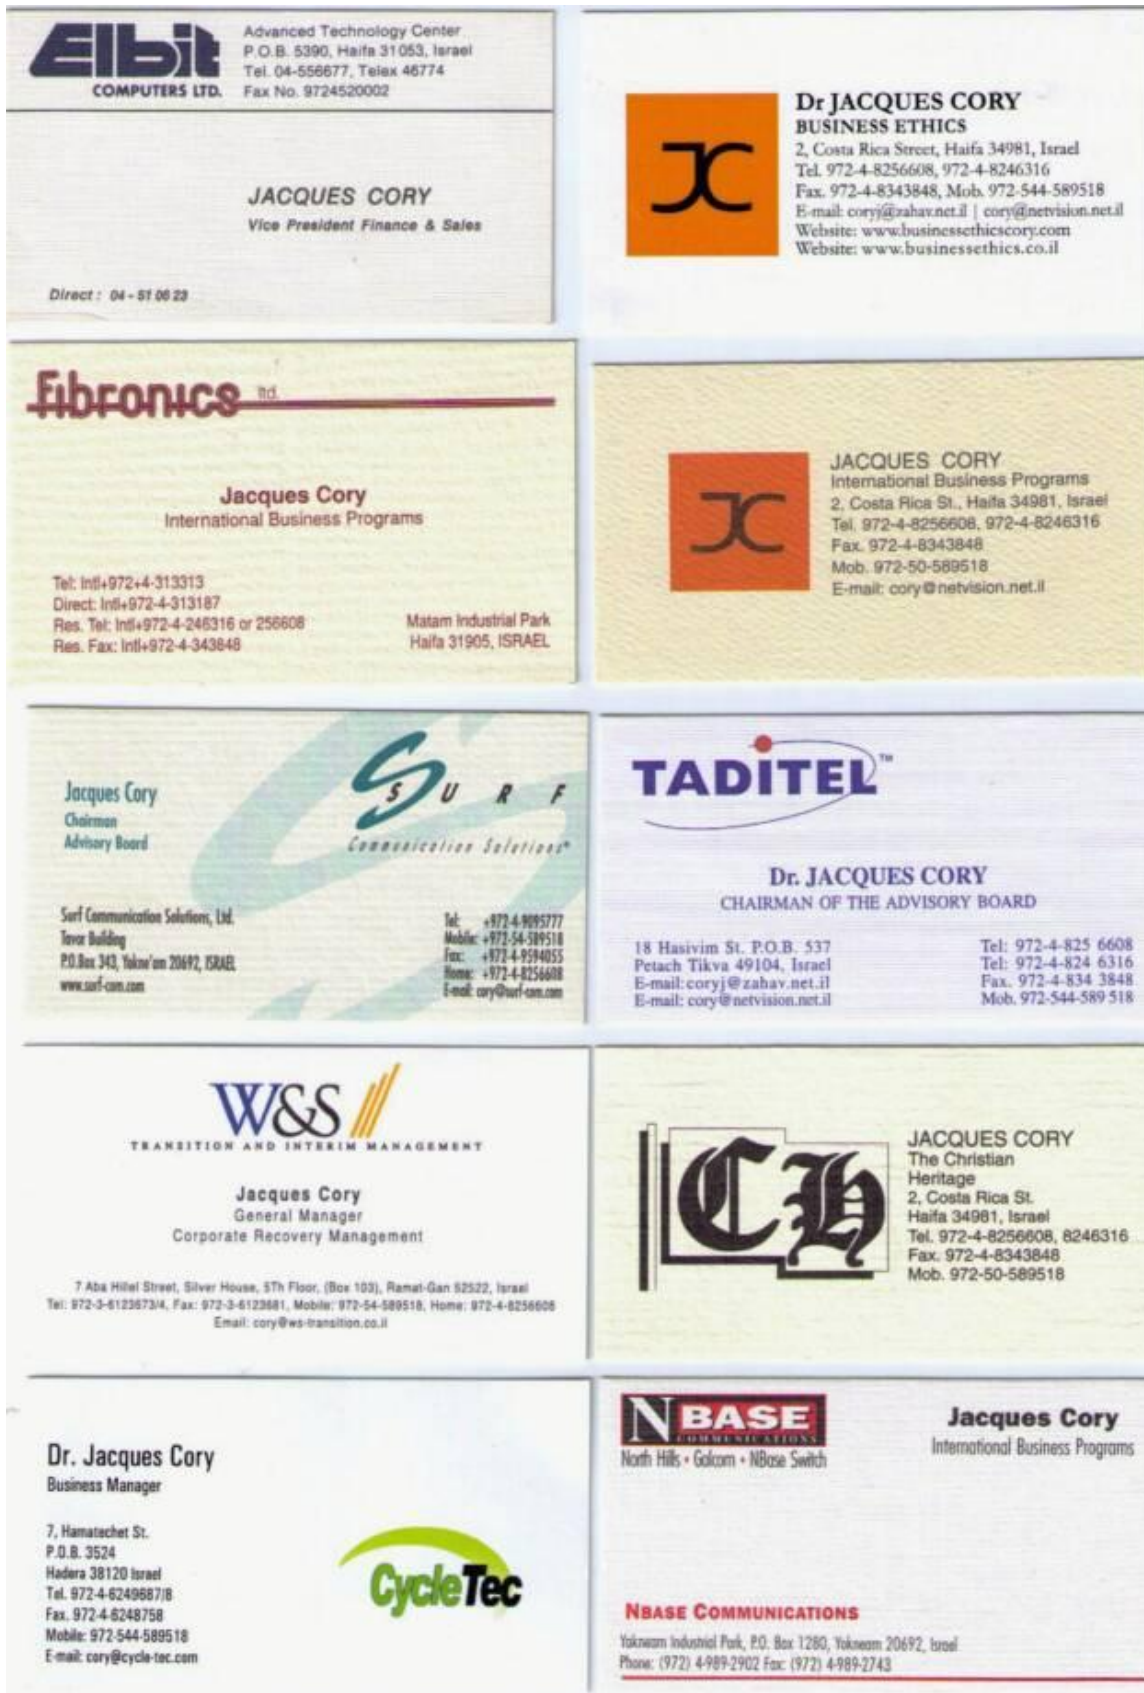 Elbit
COMPUTERS LTD.
Advanced Technology Center
P.O.B. 5390, Haifa 31053, Israel
Tel. 04-556677, Telex 46774
Fax No. 9724520002
JACQUES CORY
Vice President Finance & Sales
Direct : 04 - 51 06 23
JC
Dr JACQUES CORY
BUSINESS ETHICS
2, Costa Rica Street, Haifa 34981, Israel
Tel. 972-4-8256608, 972-4-8246316
Fax. 972-4-8343848, Mob. 972-544-589518
E-mail: coryj@zahav.net.il | cory@netvision.net.il
Website: www.businessethicscory.com
Website: www.businessethics.co.il
Fibronics ltd.
Jacques Cory
International Business Programs
Tel: Intl+972+4-313313
Direct: Intl+972-4-313187
Res. Tel: Intl+972-4-246316 or 256608
Res. Fax: Intl+972-4-343848
Matam Industrial Park
Haifa 31905, ISRAEL
JC
JACQUES CORY
International Business Programs
2, Costa Rica St., Haifa 34981, Israel
Tel. 972-4-8256608, 972-4-8246316
Fax. 972-4-8343848
Mob. 972-50-589518
E-mail: cory@netvision.net.il
Jacques Cory
Chairman
Advisory Board
SURF
Communication Solutions
Surf Communication Solutions, Ltd.
Tavor Building
P.O.Box 343, Yokne'am 20692, ISRAEL
www.surf-com.com
Tel: +972-4-9095777
Mobile: +972-54-589518
Fax: +972-4-9594055
Home: +972-4-8256608
E-mail: cory@surf-com.com
TADITEL™
Dr. JACQUES CORY
CHAIRMAN OF THE ADVISORY BOARD
18 Hasivim St. P.O.B. 537
Petach Tikva 49104, Israel
E-mail: coryj@zahav.net.il
E-mail: cory@netvision.net.il
Tel: 972-4-825 6608
Tel: 972-4-824 6316
Fax. 972-4-834 3848
Mob. 972-544-589 518
W&S
TRANSITION AND INTERIM MANAGEMENT
Jacques Cory
General Manager
Corporate Recovery Management
7 Aba Hillel Street, Silver House, 5Th Floor, (Box 103), Ramat-Gan 52522, Israel
Tel: 972-3-6123673/4, Fax: 972-3-6123681, Mobile: 972-54-589518, Home: 972-4-8256608
Email: cory@ws-transition.co.il
CH
JACQUES CORY
The Christian
Heritage
2, Costa Rica St.
Haifa 34981, Israel
Tel. 972-4-8256608, 8246316
Fax. 972-4-8343848
Mob. 972-50-589518
Dr. Jacques Cory
Business Manager
7, Hamatechet St.
P.O.B. 3524
Hadera 38120 Israel
Tel. 972-4-6249687/8
Fax. 972-4-6248758
Mobile: 972-544-589518
E-mail: cory@cycle-tec.com
CycleTec
NBASE
COMMUNICATIONS
North Hills • Galcom • NBase Switch
Jacques Cory
International Business Programs
NBASE COMMUNICATIONS
Yokneam Industrial Park, P.O. Box 1280, Yokneam 20692, Israel
Phone: (972) 4-989-2902 Fax: (972) 4-989-2743